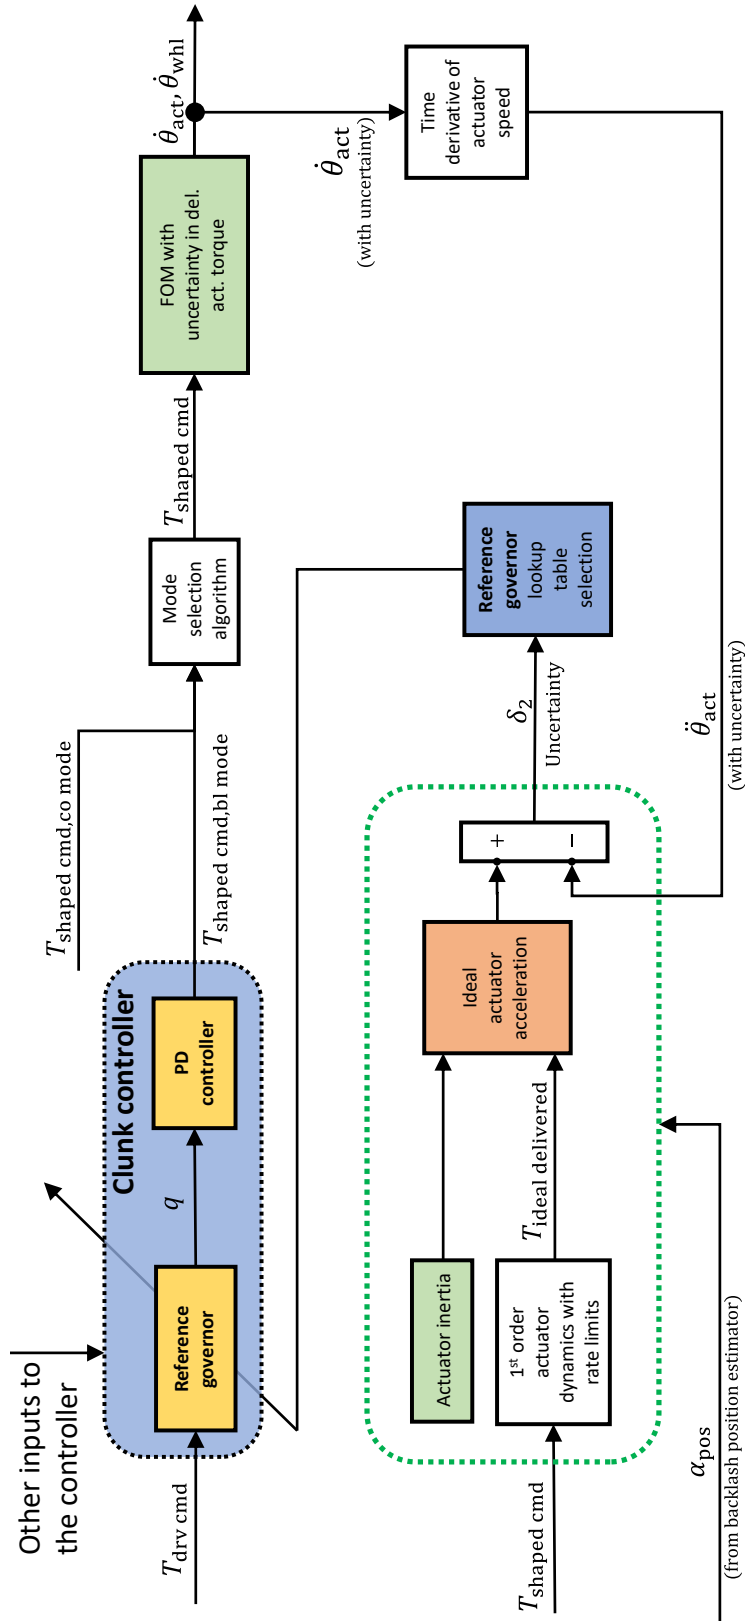 Other inputs to
the controller
Clunk controller
T_drv cmd
Reference
governor
q
PD
controller
T_shaped cmd,co mode
T_shaped cmd,bl mode
Mode
selection
algorithm
T_shaped cmd
FOM with
uncertainty in del.
act. torque
θ̇_act, θ̇_whl
θ̇_act
(with uncertainty)
Time
derivative of
actuator
speed
Actuator inertia
T_shaped cmd
1st order
actuator
dynamics with
rate limits
T_ideal delivered
Ideal
actuator
acceleration
+
−
δ₂
Uncertainty
Reference
governor
lookup
table
selection
θ̈_act
(with uncertainty)
α_pos
(from backlash position estimator)